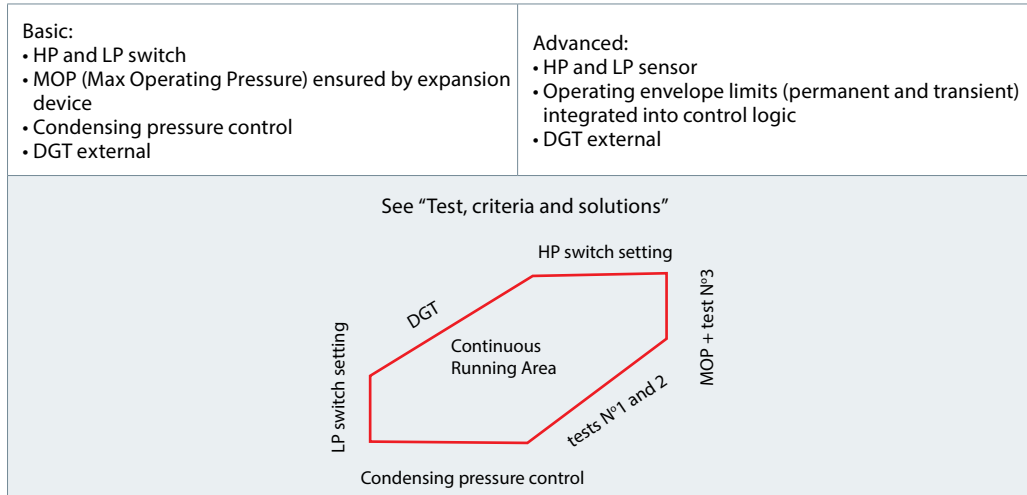 Basic:
• HP and LP switch
• MOP (Max Operating Pressure) ensured by expansion
device
• Condensing pressure control
• DGT external
Advanced:
• HP and LP sensor
• Operating envelope limits (permanent and transient)
integrated into control logic
• DGT external
See “Test, criteria and solutions”
HP switch setting
DGT
MOP + test N°3
Continuous
Running Area
LP switch setting
tests N°1 and 2
Condensing pressure control